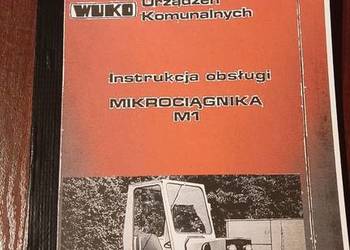 WUKO
Urządzeń
Komunalnych
Instrukcja obsługi
MIKROCIĄGNIKA
M1